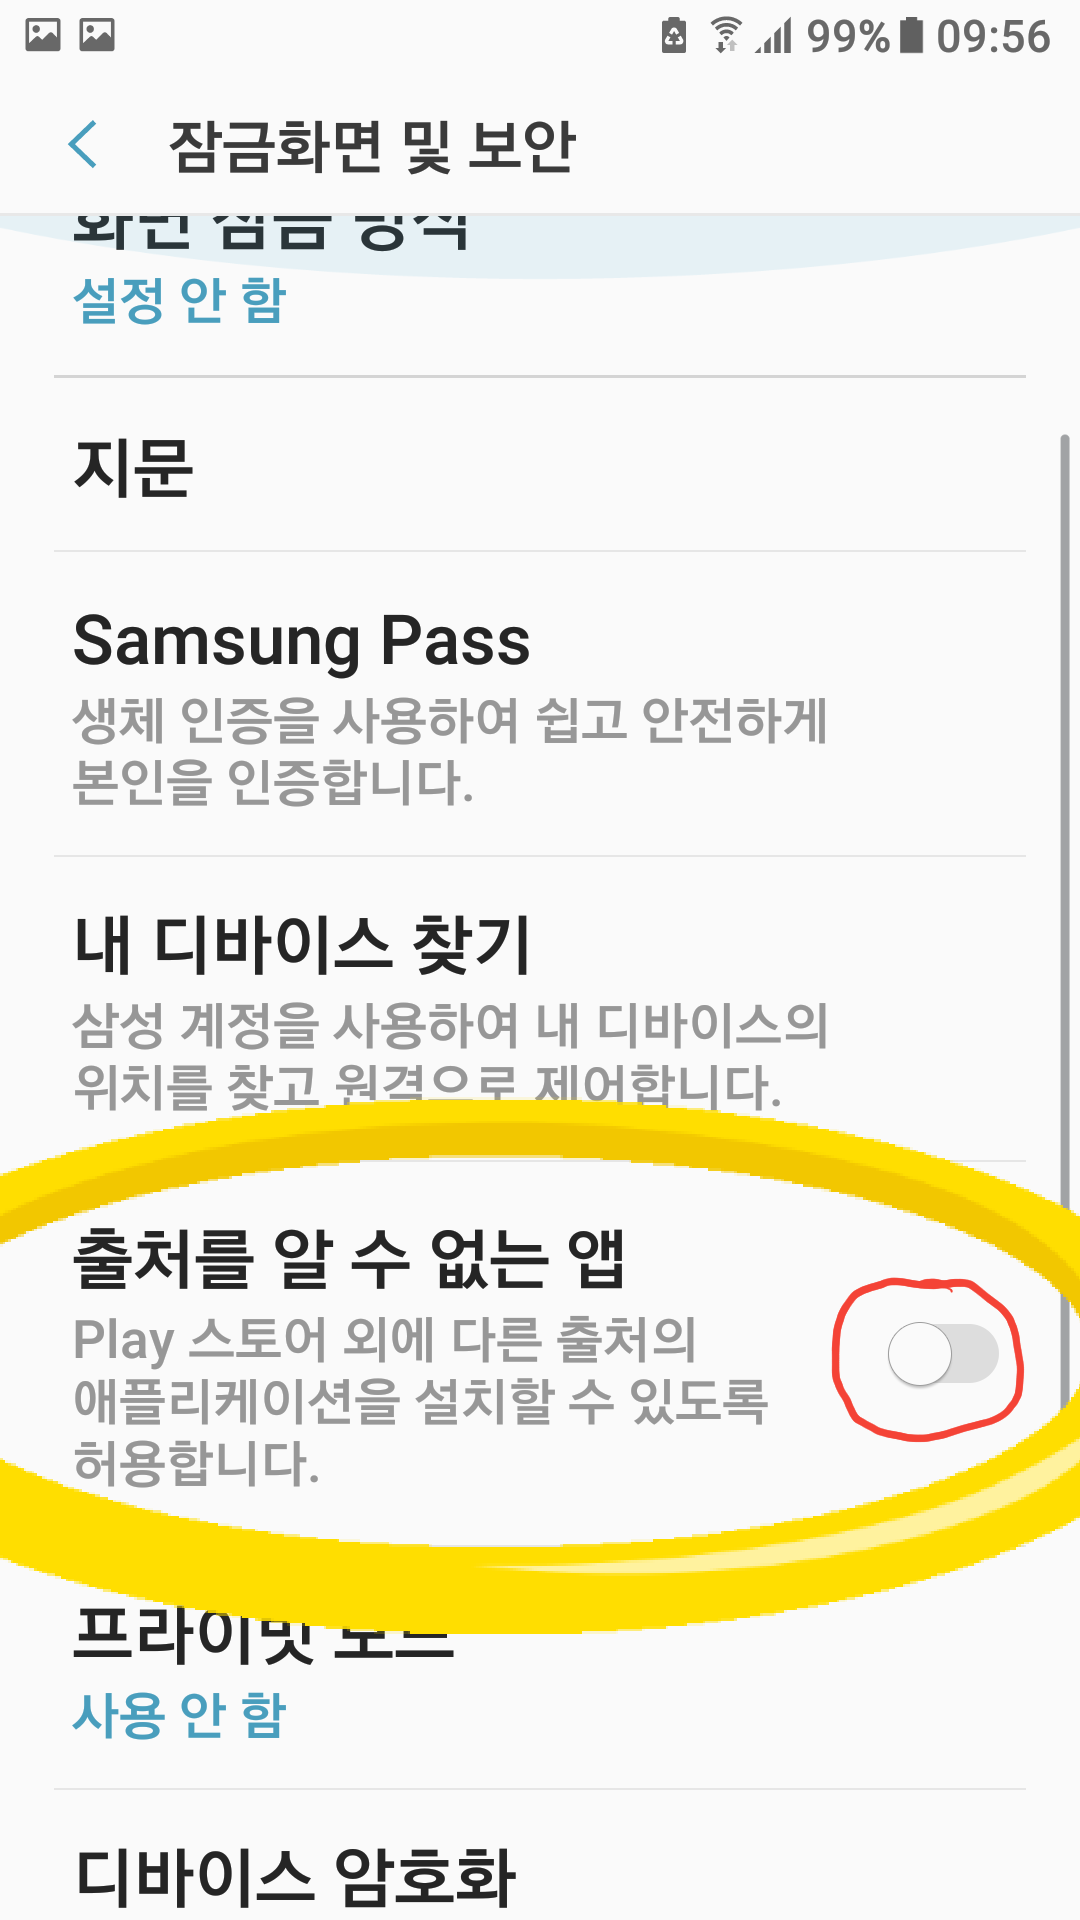 99% 09:56
잠금화면 및 보안
화면 잠금 방식
설정 안 함
지문
Samsung Pass
생체 인증을 사용하여 쉽고 안전하게
본인을 인증합니다.
내 디바이스 찾기
삼성 계정을 사용하여 내 디바이스의
위치를 찾고 원격으로 제어합니다.
출처를 알 수 없는 앱
Play 스토어 외에 다른 출처의
애플리케이션을 설치할 수 있도록
허용합니다.
프라이빗 모드
사용 안 함
디바이스 암호화